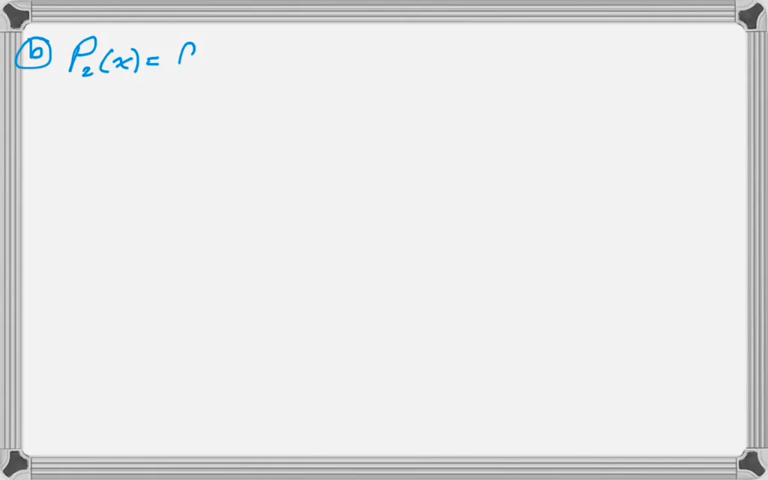 ⓑ P₂(x) =